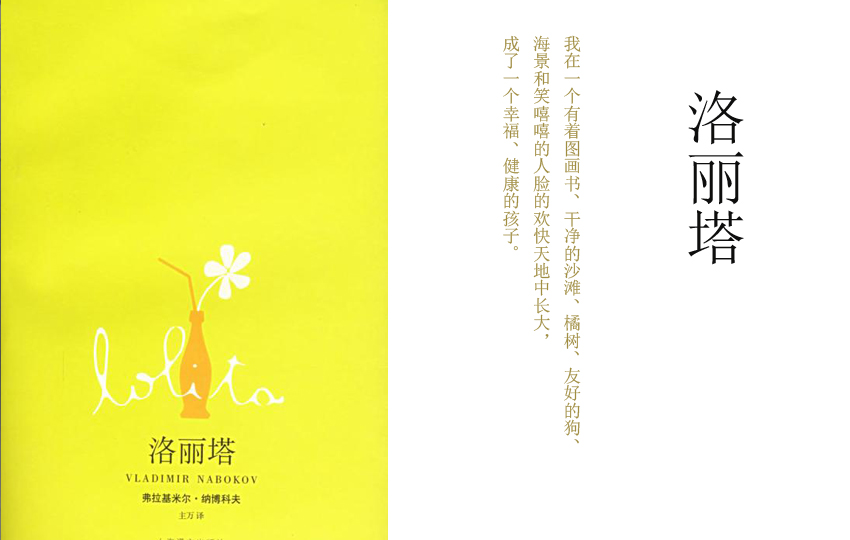 lolita
洛丽塔
VLADIMIR NABOKOV
弗拉基米尔·纳博科夫
主万 译
洛丽塔
我在一个有着图画书、干净的沙滩、橘树、友好的狗、
海景和笑嘻嘻的人脸的欢快天地中长大，
成了一个幸福、健康的孩子。